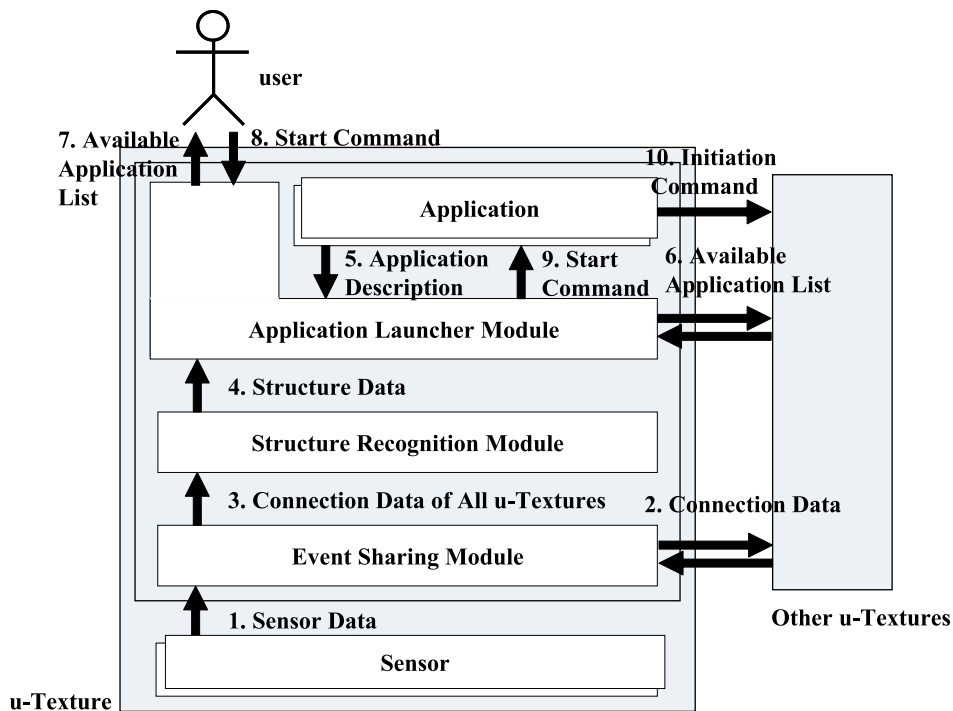 user
7. Available
Application
List
8. Start Command
10. Initiation
Command
Application
5. Application
Description
9. Start
Command
6. Available
Application List
Application Launcher Module
4. Structure Data
Structure Recognition Module
3. Connection Data of All u-Textures
2. Connection Data
Event Sharing Module
1. Sensor Data
Other u-Textures
Sensor
u-Texture